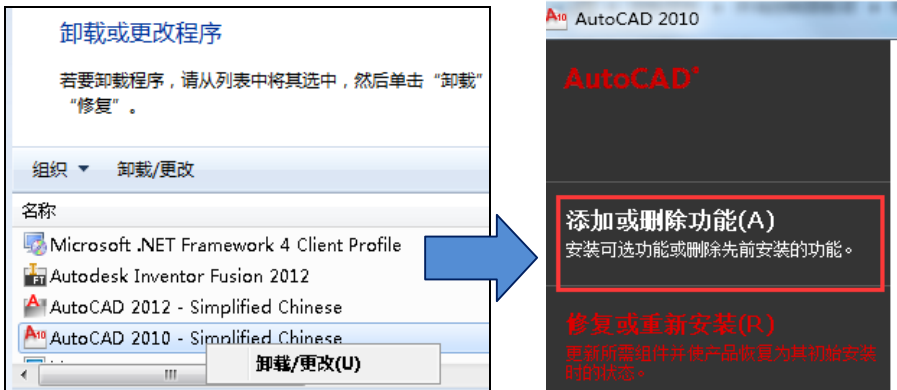 卸载或更改程序
若要卸载程序，请从列表中将其选中，然后单击“卸载”
“修复”。
组织 卸载/更改
名称
Microsoft .NET Framework 4 Client Profile
Autodesk Inventor Fusion 2012
AutoCAD 2012 - Simplified Chinese
AutoCAD 2010 - Simplified Chinese
卸载/更改(U)
AutoCAD 2010
AutoCAD®
添加或删除功能(A)
安装可选功能或删除先前安装的功能。
修复或重新安装(R)
更新所需组件并使产品恢复为其初始安装
时的状态。